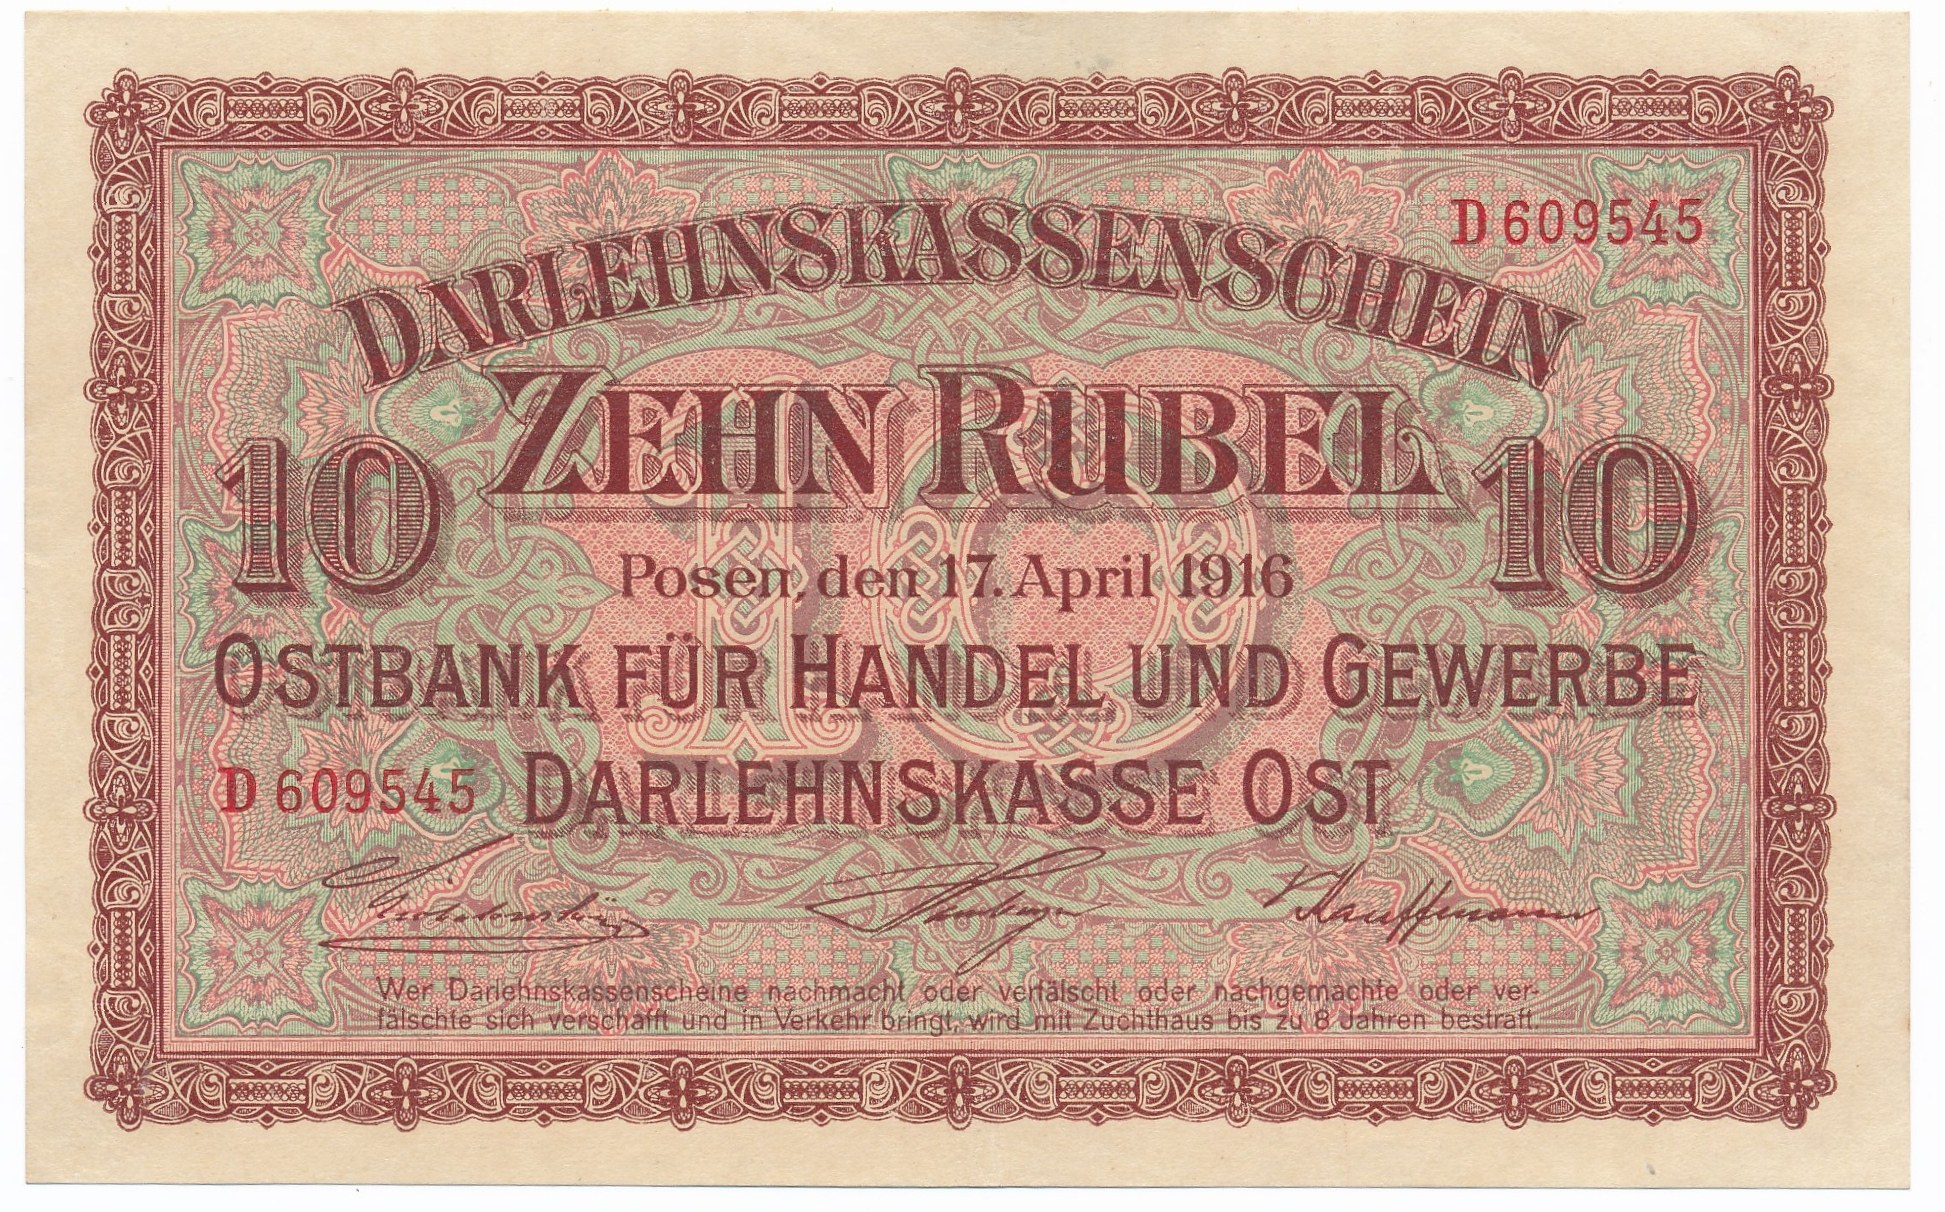 D 609545
DARLEHNSKASSENSCHEIN
ZEHN RUBEL
10 10
Posen, den 17. April 1916
OSTBANK FÜR HANDEL UND GEWERBE
D 609545 DARLEHNSKASSE OST
Kauffmann
Wer Darlehnskassenscheine nachmacht oder verfälscht oder nachgemachte oder ver-
fälschte sich verschafft und in Verkehr bringt, wird mit Zuchthaus bis zu 8 Jahren bestraft.
10